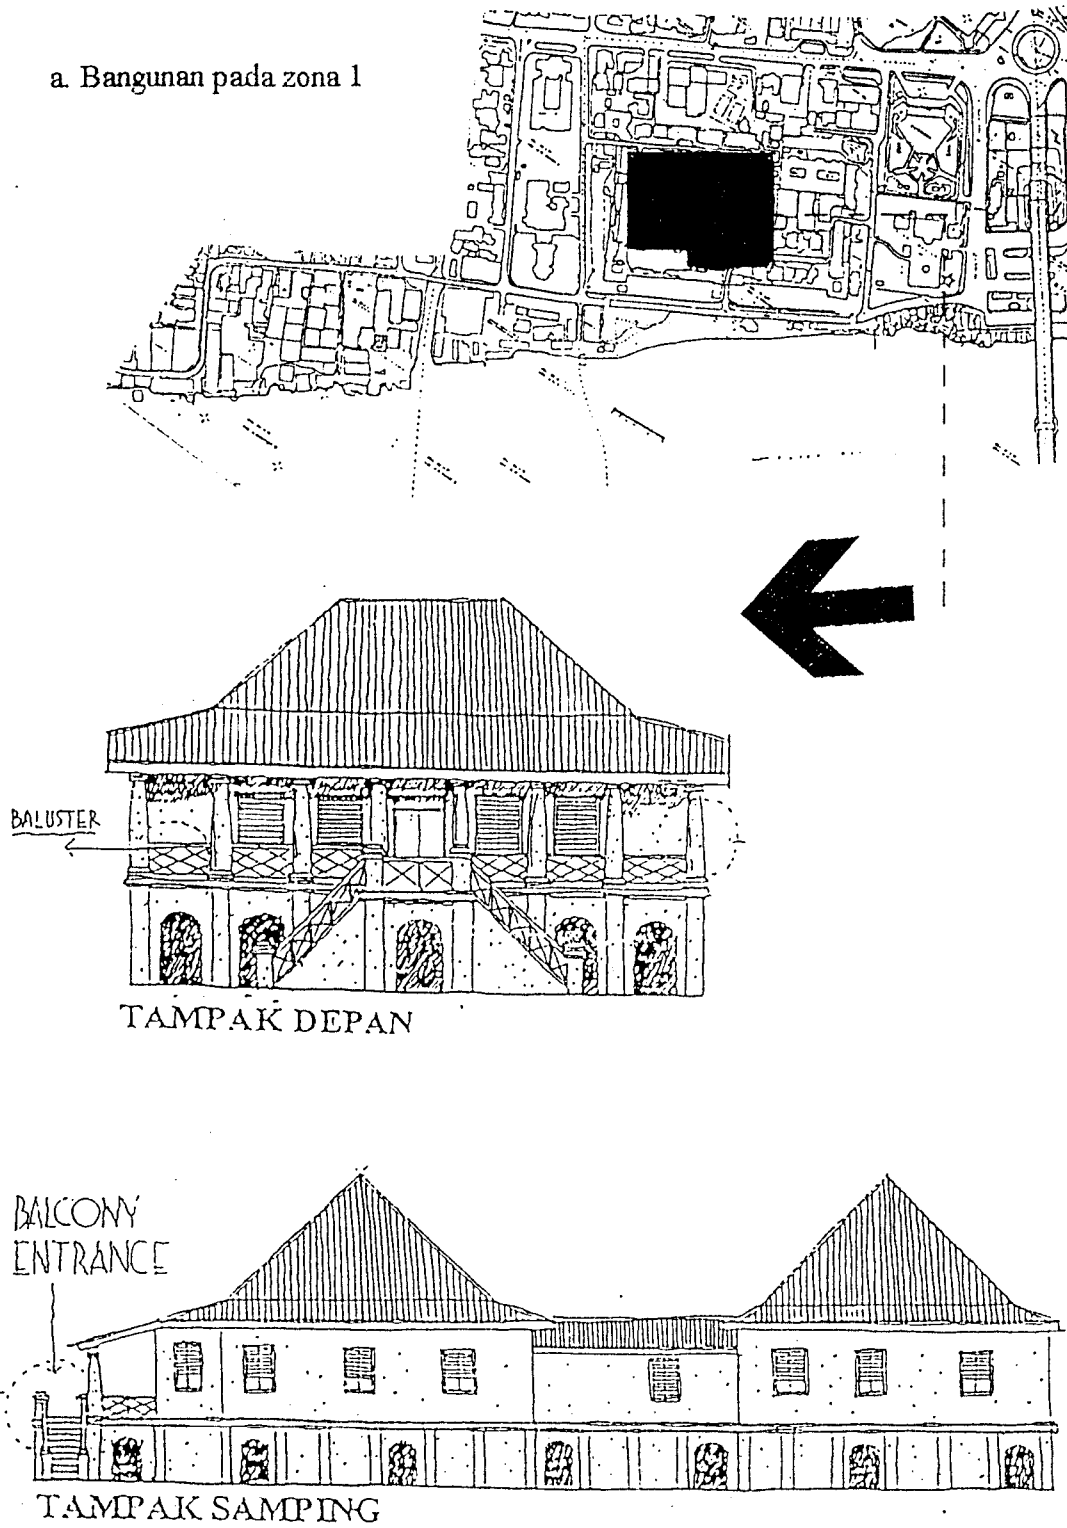 a. Bangunan pada zona 1
BALUSTER
TAMPAK DEPAN
BALCONY
ENTRANCE
TAMPAK SAMPING